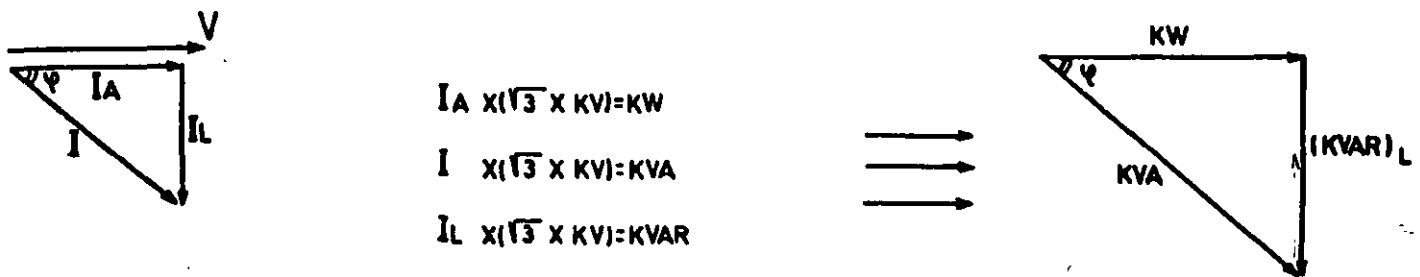 V
φ
IA
I
IL
IA X(√3 X KV)=KW
I X(√3 X KV)=KVA
IL X(√3 X KV)=KVAR
KW
φ
KVA
(KVAR)L